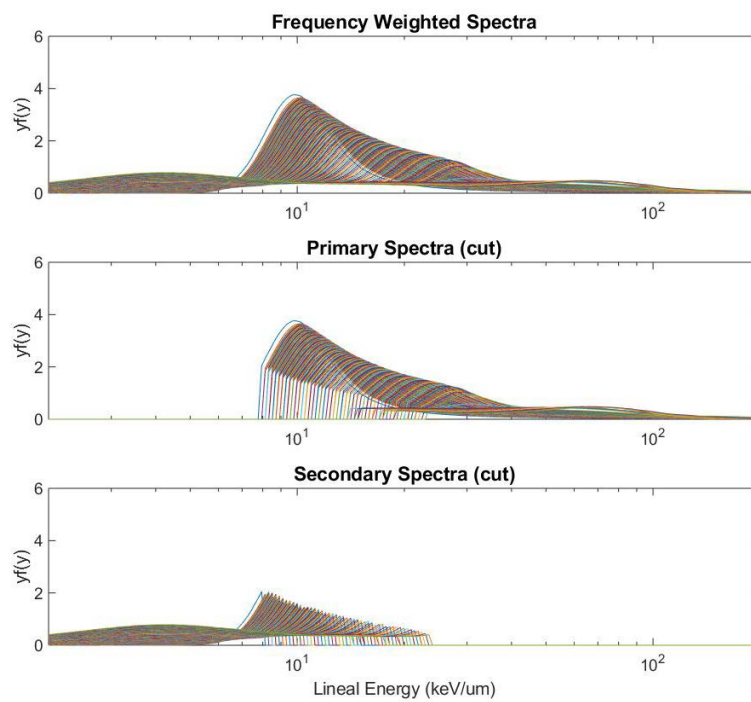 Frequency Weighted Spectra
6
4
2
0
yf(y)
10^1
10^2
Primary Spectra (cut)
6
4
2
0
yf(y)
10^1
10^2
Secondary Spectra (cut)
6
4
2
0
yf(y)
10^1
10^2
Lineal Energy (keV/um)